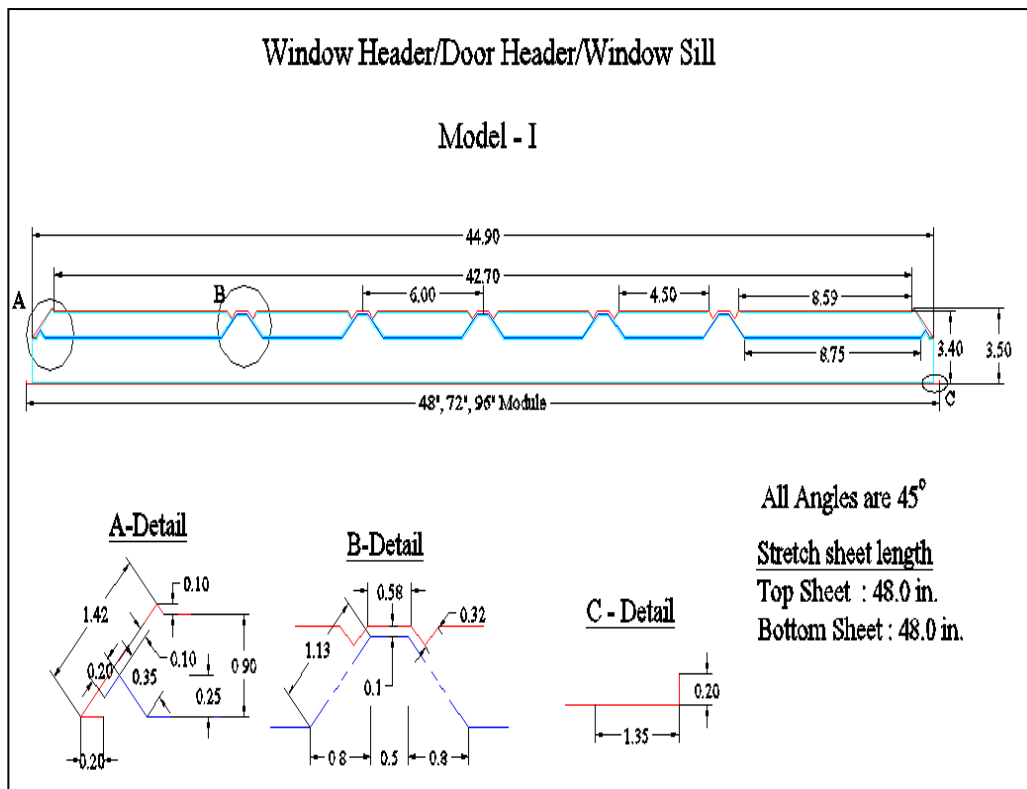 Window Header/Door Header/Window Sill
Model - I
44.90
42.70
A
B
6.00
4.50
8.59
8.75
3.40
3.50
C
48", 72", 96" Module
All Angles are 45°
Stretch sheet length
Top Sheet : 48.0 in.
Bottom Sheet : 48.0 in.
A-Detail
0.10
1.42
0.20
0.35
0.10
0.90
0.25
0.20
B-Detail
0.58
0.32
1.13
0.1
0.8
0.5
0.8
C - Detail
0.20
1.35